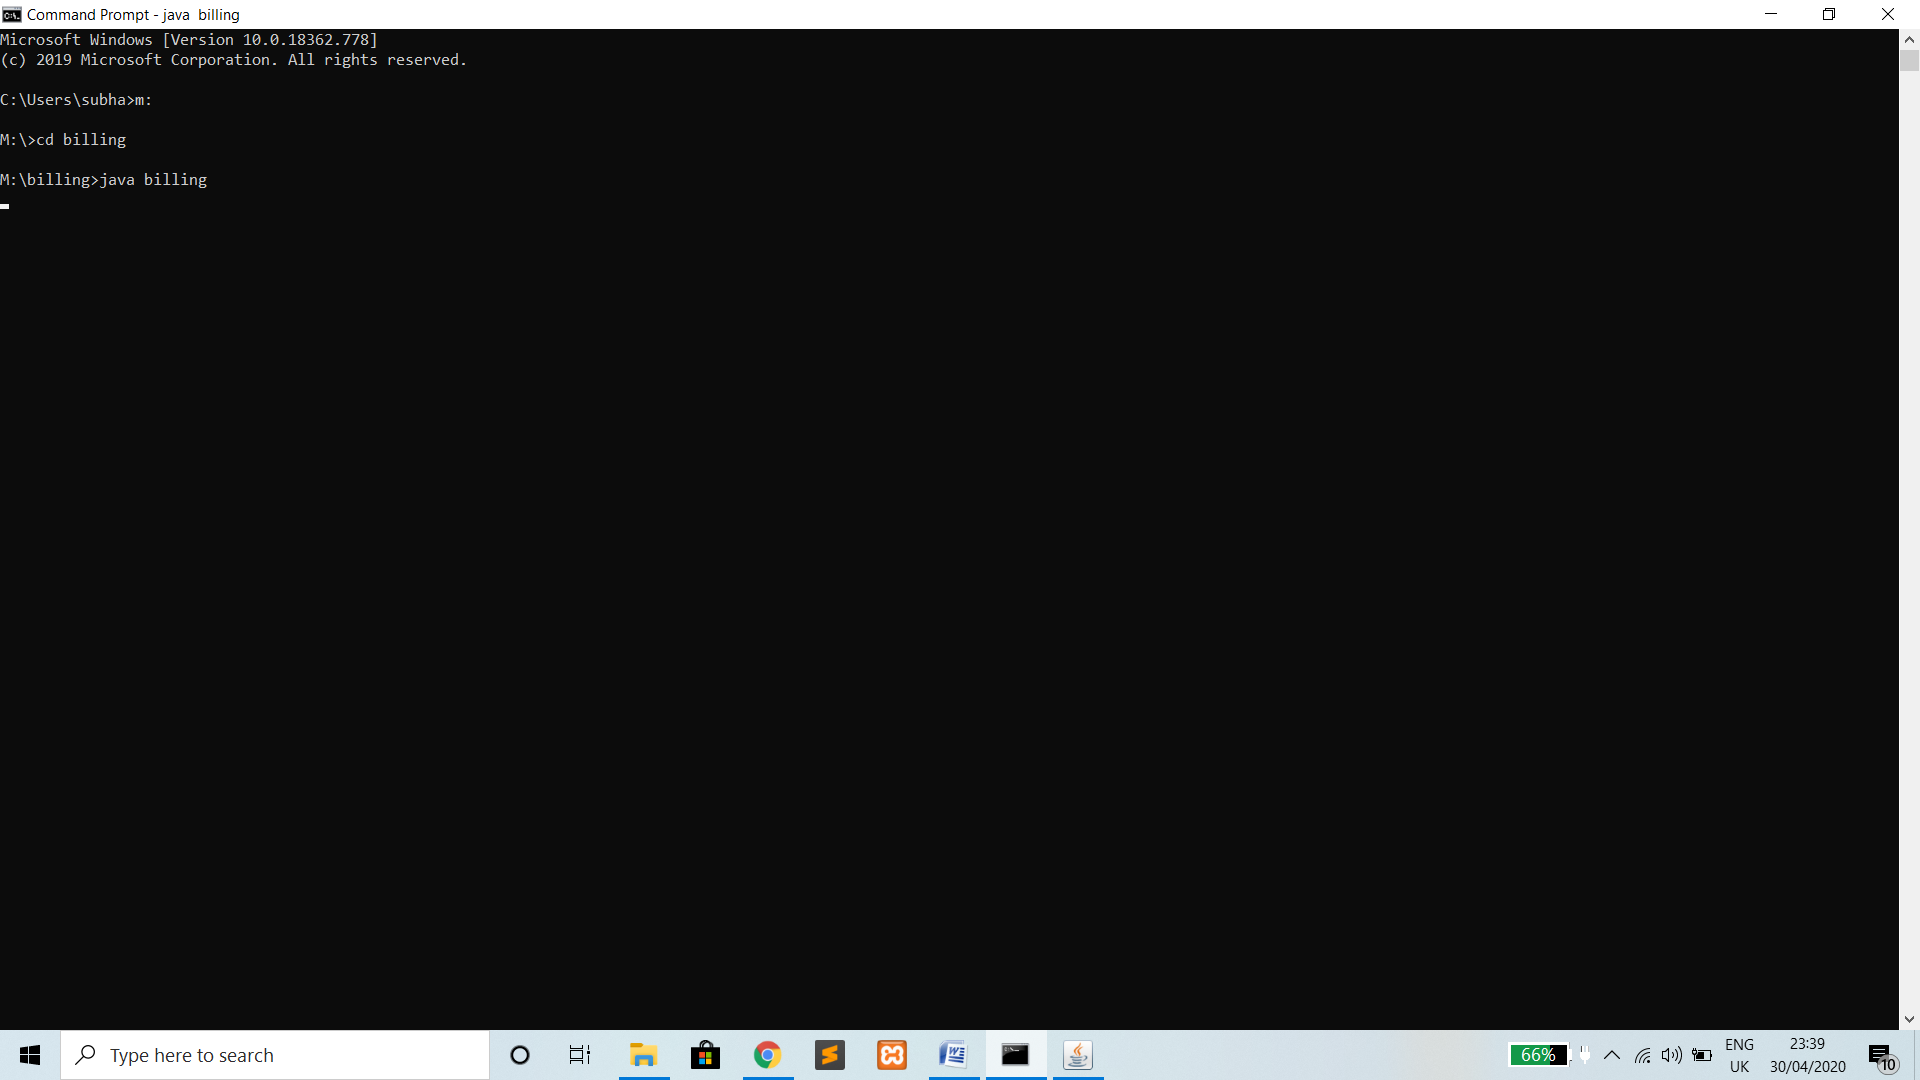 Command Prompt - java  billing
Microsoft Windows [Version 10.0.18362.778]
(c) 2019 Microsoft Corporation. All rights reserved.
C:\Users\subha>m:
M:\>cd billing
M:\billing>java billing
Type here to search
66%
ENG
UK
23:39
30/04/2020
10